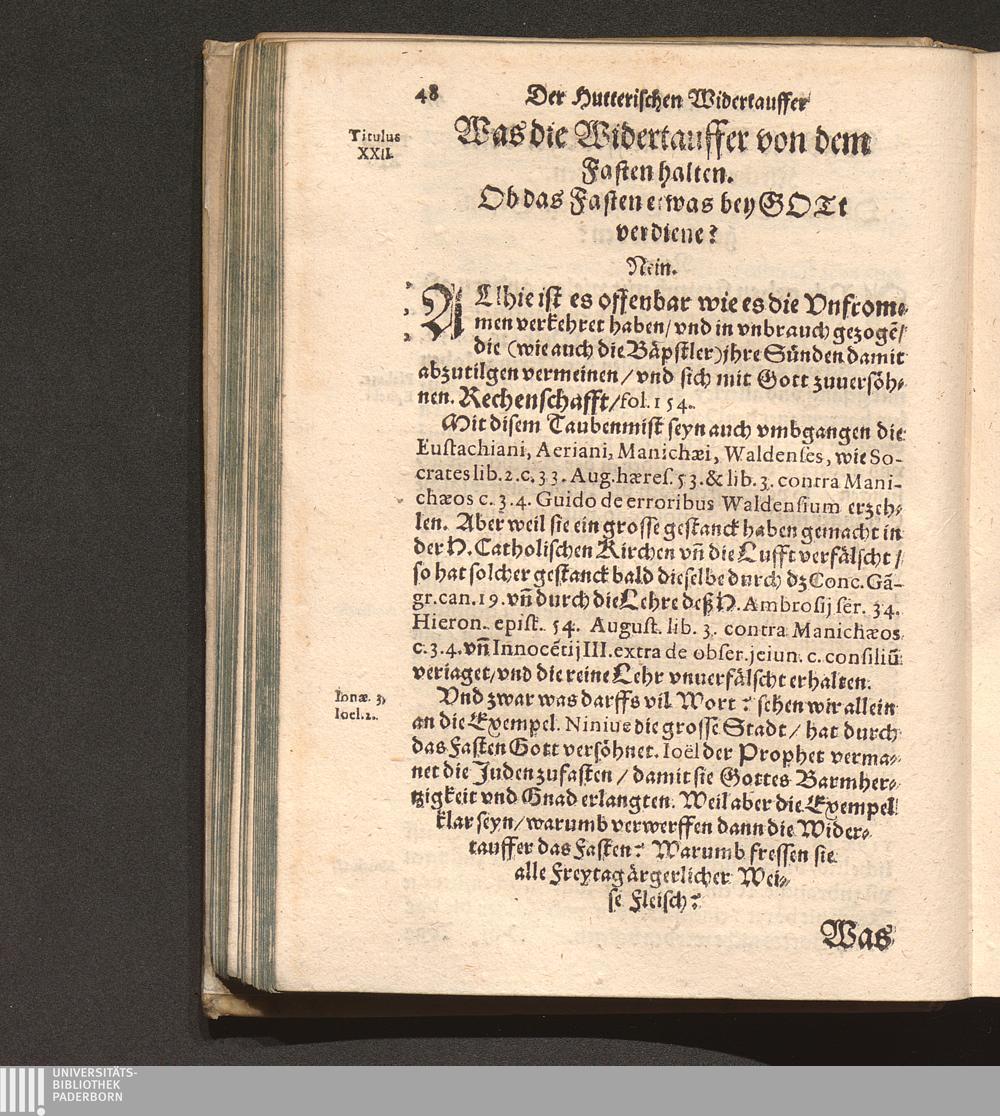 48 Der Hutterischen Widertauffer
Titulus
XXII.
Was die Widertauffer von dem
Fasten halten.
Ob das Fasten etwas bey GOTt
verdiene?
Nein.
ALlhie ist es offenbar wie es die Vnfrom⸗
men verkehret haben/ vnd in vnbrauch gezogē/
die (wie auch die Bäpstler) jhre Sünden damit
abzutilgen vermeinen / vnd sich mit Gott zuuersöh⸗
nen. Rechenschafft/fol.154.
Mit disem Taubenmist seyn auch vmbgangen die
Eustachiani, Aeriani, Manichæi, Waldenses, wie So-
crates lib.2.c.33. Aug.hæres.53.& lib.3. contra Mani-
chæos c.3.4. Guido de erroribus Waldensium erzeh⸗
len. Aber weil sie ein grosse gestanck haben gemacht in
der H. Catholischen Kirchen vñ die Lufft verfälscht /
so hat solcher gestanck bald dieselbe durch dz Conc. Gã-
gr.can.19.vñ durch die Lehre deß H. Ambrosij ser. 34.
Hieron. epist. 54. August. lib. 3. contra Manichæos
c.3.4.vñ Innocẽtij III.extra de obser.jeiun. c. consiliũ
veriaget/vnd die reine Lehr vnuerfälscht erhalten.
Ionæ. 3,
Ioel.2.
Vnd zwar was darffs vil Wort? sehen wir allein
an die Exempel. Niniue die grosse Stadt / hat durch
das Fasten Gott versöhnet. Ioël der Prophet verma⸗
net die Juden zufasten / damit sie Gottes Barmher⸗
tzigkeit vnd Gnad erlangten. Weil aber die Exempel
klar seyn/ warumb verwerffen dann die Wider⸗
tauffer das Fasten? Warumb fressen sie
alle Freytag ärgerlicher Wei⸗
se Fleisch?
Was
UNIVERSITÄTS-
BIBLIOTHEK
PADERBORN